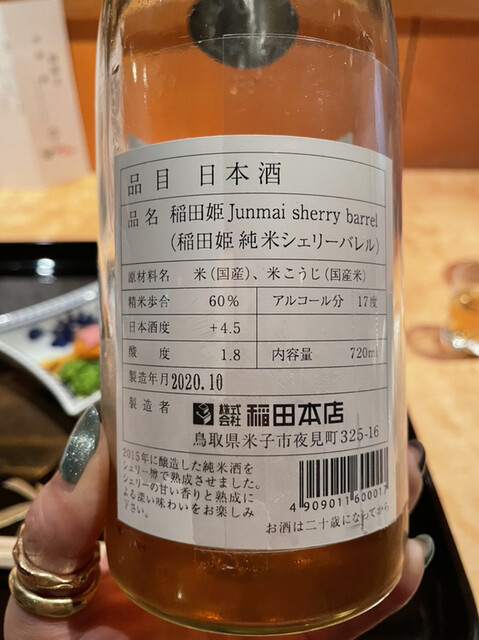 品目 日本酒
品名 稲田姫 Junmai sherry barrel
(稲田姫 純米シェリーバレル)
原材料名 米(国産)、米こうじ(国産米)
精米歩合 60% アルコール分 17度
日本酒度 +4.5
酸度 1.8 内容量 720ml
製造年月 2020.10
製造者 株式会社 稲田本店
鳥取県米子市夜見町325-16
2015年に醸造した純米酒を
シェリー樽で熟成させました。
シェリーの甘い香りと熟成に
よる深い味わいをお楽しみ
下さい。
4909011600017
お酒は二十歳になってから